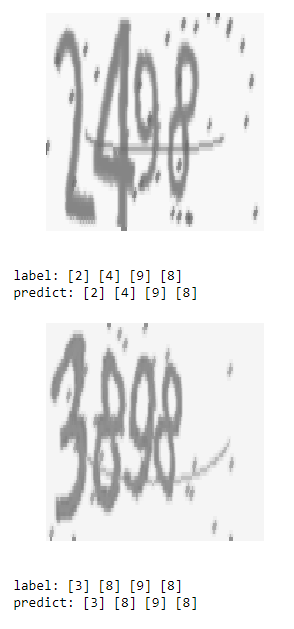 2498
label: [2] [4] [9] [8]
predict: [2] [4] [9] [8]
3898
label: [3] [8] [9] [8]
predict: [3] [8] [9] [8]